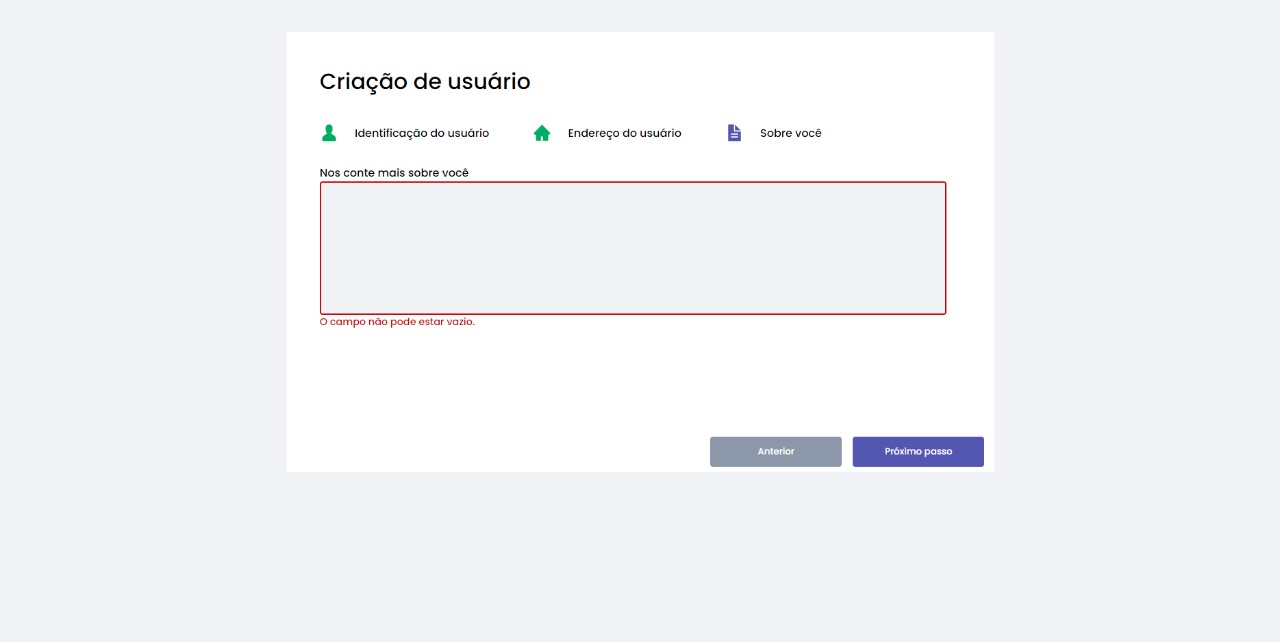 Criação de usuário
Identificação do usuário
Endereço do usuário
Sobre você
Nos conte mais sobre você
O campo não pode estar vazio.
Anterior
Próximo passo